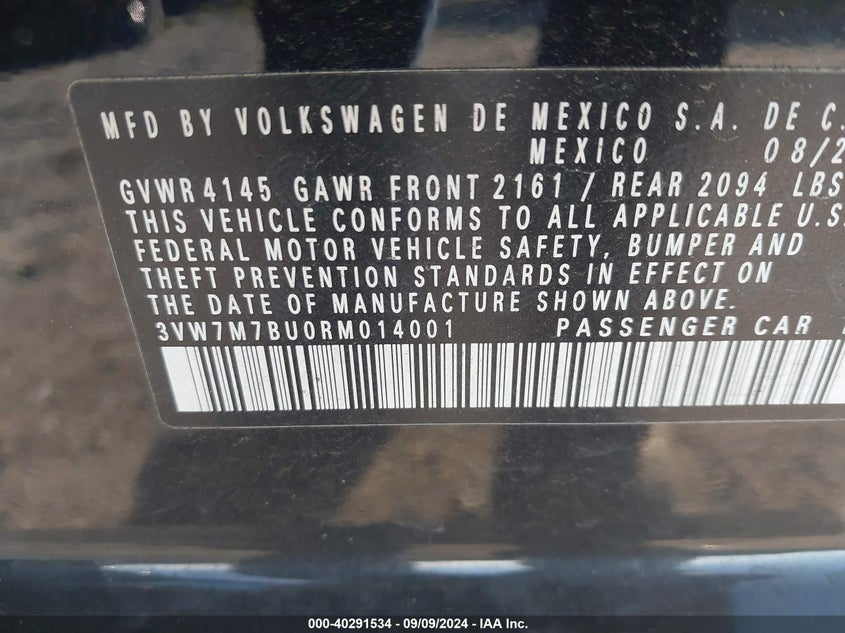 MFD BY VOLKSWAGEN DE MEXICO S.A. DE C.
MEXICO 08/2
GVWR 4145 GAWR FRONT 2161 / REAR 2094 LBS
THIS VEHICLE CONFORMS TO ALL APPLICABLE U.S.
FEDERAL MOTOR VEHICLE SAFETY, BUMPER AND
THEFT PREVENTION STANDARDS IN EFFECT ON
THE DATE OF MANUFACTURE SHOWN ABOVE.
3VW7M7BU0RM014001 PASSENGER CAR
000-40291534 - 09/09/2024 - IAA Inc.